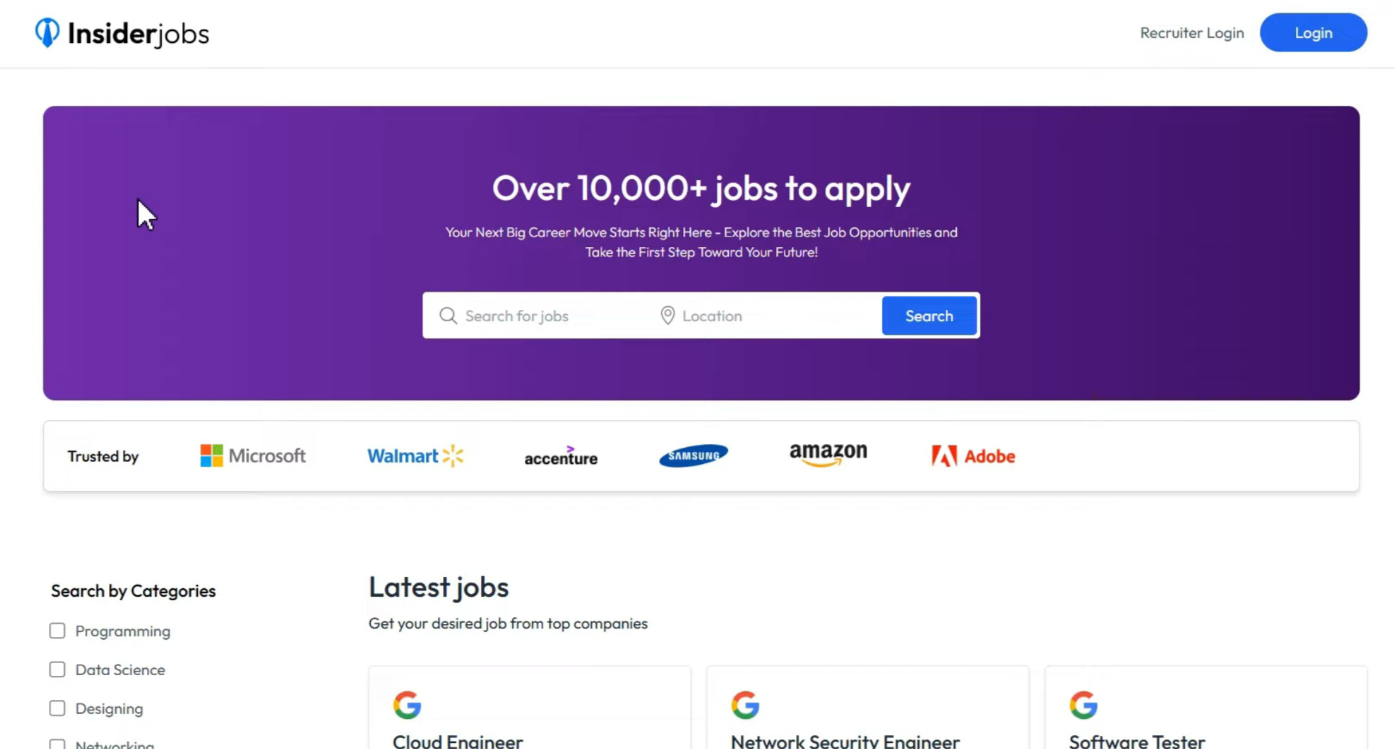 Insiderjobs
Recruiter Login
Login
Over 10,000+ jobs to apply
Your Next Big Career Move Starts Right Here - Explore the Best Job Opportunities and
Take the First Step Toward Your Future!
Search for jobs
Location
Search
Trusted by
Microsoft
Walmart
accenture
SAMSUNG
amazon
Adobe
Search by Categories
Programming
Data Science
Designing
Networking
Latest jobs
Get your desired job from top companies
Cloud Engineer
Network Security Engineer
Software Tester